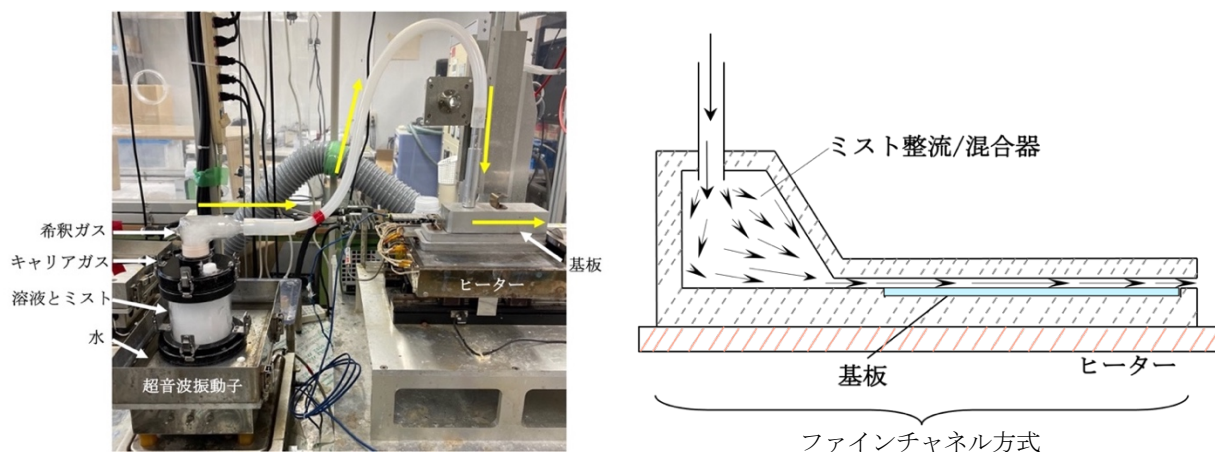 希釈ガス
キャリアガス
溶液とミスト
水
超音波振動子
ヒーター
基板
ミスト整流/混合器
基板
ヒーター
ファインチャネル方式